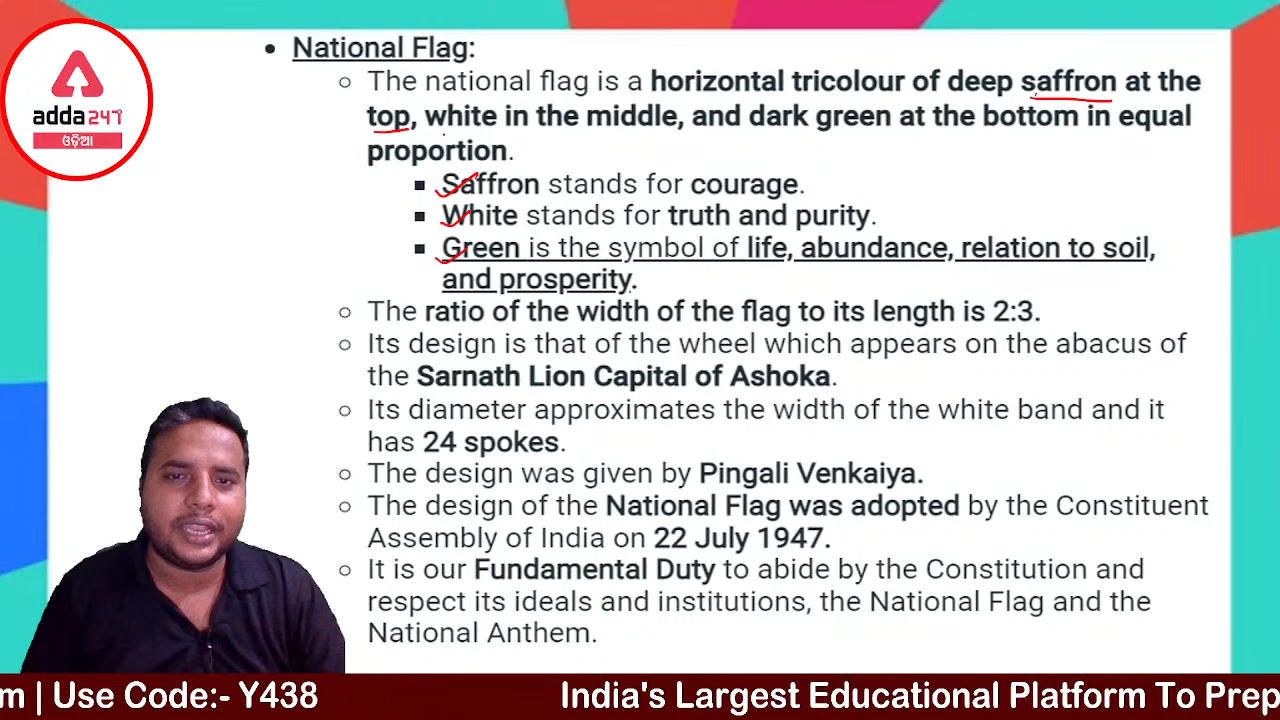 adda247
ଓଡ଼ିଆ
• National Flag:
○ The national flag is a horizontal tricolour of deep saffron at the
top, white in the middle, and dark green at the bottom in equal
proportion.
▪ Saffron stands for courage.
▪ White stands for truth and purity.
▪ Green is the symbol of life, abundance, relation to soil,
and prosperity.
○ The ratio of the width of the flag to its length is 2:3.
○ Its design is that of the wheel which appears on the abacus of
the Sarnath Lion Capital of Ashoka.
○ Its diameter approximates the width of the white band and it
has 24 spokes.
○ The design was given by Pingali Venkaiya.
○ The design of the National Flag was adopted by the Constituent
Assembly of India on 22 July 1947.
○ It is our Fundamental Duty to abide by the Constitution and
respect its ideals and institutions, the National Flag and the
National Anthem.
m | Use Code:- Y438 India's Largest Educational Platform To Prep